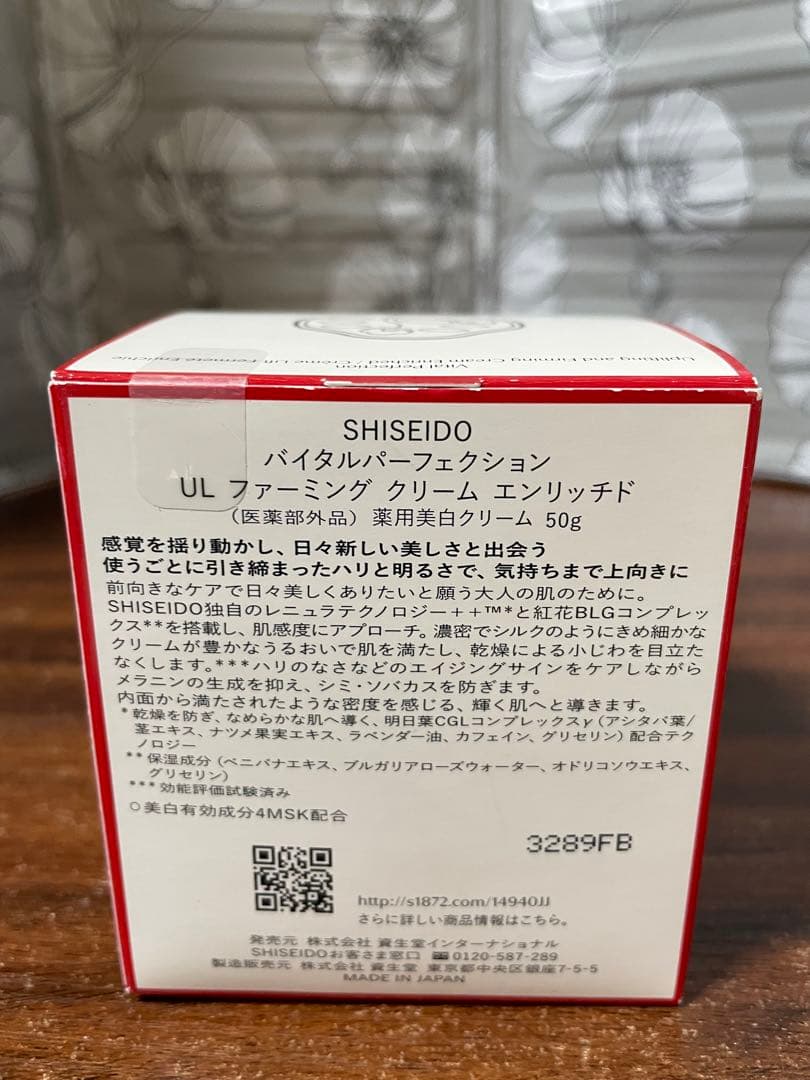 Uplifting and Firming Cream Enriched / Crème Lift Fermeté Enrichie
Vital Perfection
SHISEIDO
バイタルパーフェクション
UL ファーミング クリーム エンリッチド
（医薬部外品）薬用美白クリーム 50g
感覚を揺り動かし、日々新しい美しさと出会う
使うごとに引き締まったハリと明るさで、気持ちまで上向きに
前向きなケアで日々美しくありたいと願う大人の肌のために。
SHISEIDO独自のレニュラテクノロジー＋＋™*と紅花BLGコンプレッ
クス**を搭載し、肌感度にアプローチ。濃密でシルクのようにきめ細かな
クリームが豊かなうるおいで肌を満たし、乾燥による小じわを目立た
なくします。***ハリのなさなどのエイジングサインをケアしながら
メラニンの生成を抑え、シミ・ソバカスを防ぎます。
内面から満たされたような密度を感じる、輝く肌へと導きます。
*乾燥を防ぎ、なめらかな肌へ導く、明日葉CGLコンプレックスγ（アシタバ葉/
茎エキス、ナツメ果実エキス、ラベンダー油、カフェイン、グリセリン）配合テク
ノロジー
**保湿成分（ベニバナエキス、ブルガリアローズウォーター、オドリコソウエキス、
グリセリン）
***効能評価試験済み
○美白有効成分4MSK配合
3289FB
http://s1872.com/14940JJ
さらに詳しい商品情報はこちら。
発売元 株式会社 資生堂インターナショナル
SHISEIDOお客さま窓口 0120-587-289
製造販売元 株式会社 資生堂 東京都中央区銀座7-5-5
MADE IN JAPAN